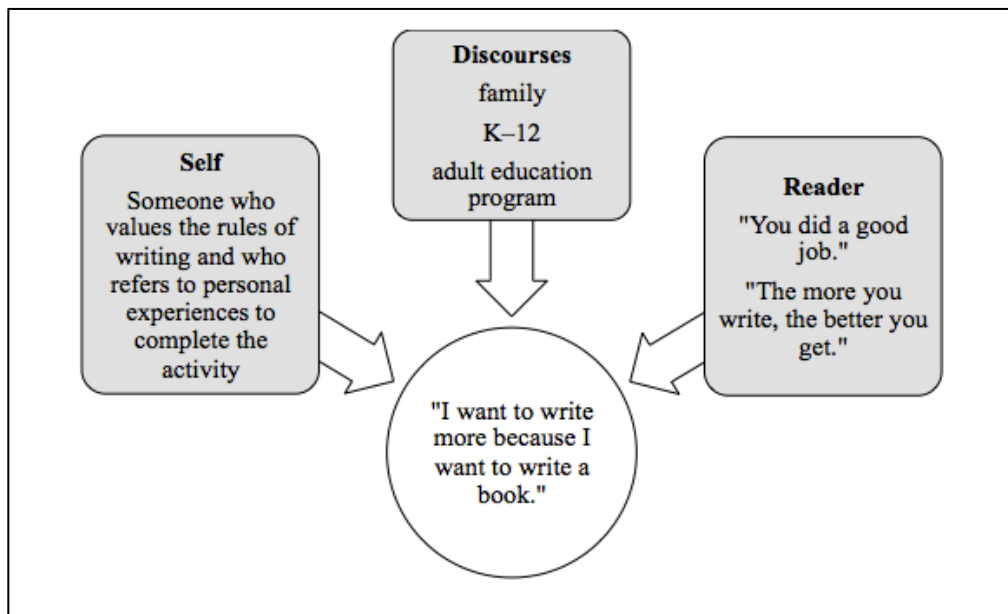 Self
Someone who
values the rules of
writing and who
refers to personal
experiences to
complete the
activity
Discourses
family
K–12
adult education
program
Reader
"You did a good
job."
"The more you
write, the better you
get."
"I want to write
more because I
want to write a
book."